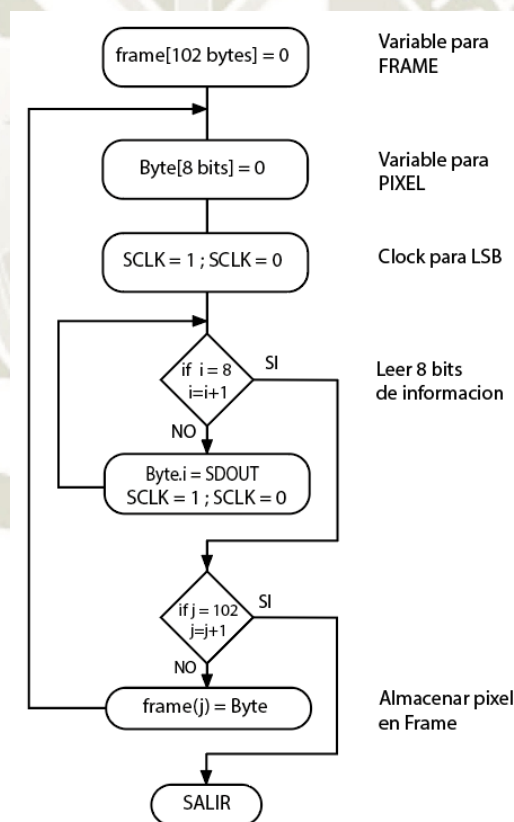 frame[102 bytes] = 0
Variable para
FRAME
Byte[8 bits] = 0
Variable para
PIXEL
SCLK = 1 ; SCLK = 0
Clock para LSB
if i = 8
i=i+1
SI
NO
Leer 8 bits
de informacion
Byte.i = SDOUT
SCLK = 1 ; SCLK = 0
if j = 102
j=j+1
SI
NO
frame(j) = Byte
Almacenar pixel
en Frame
SALIR